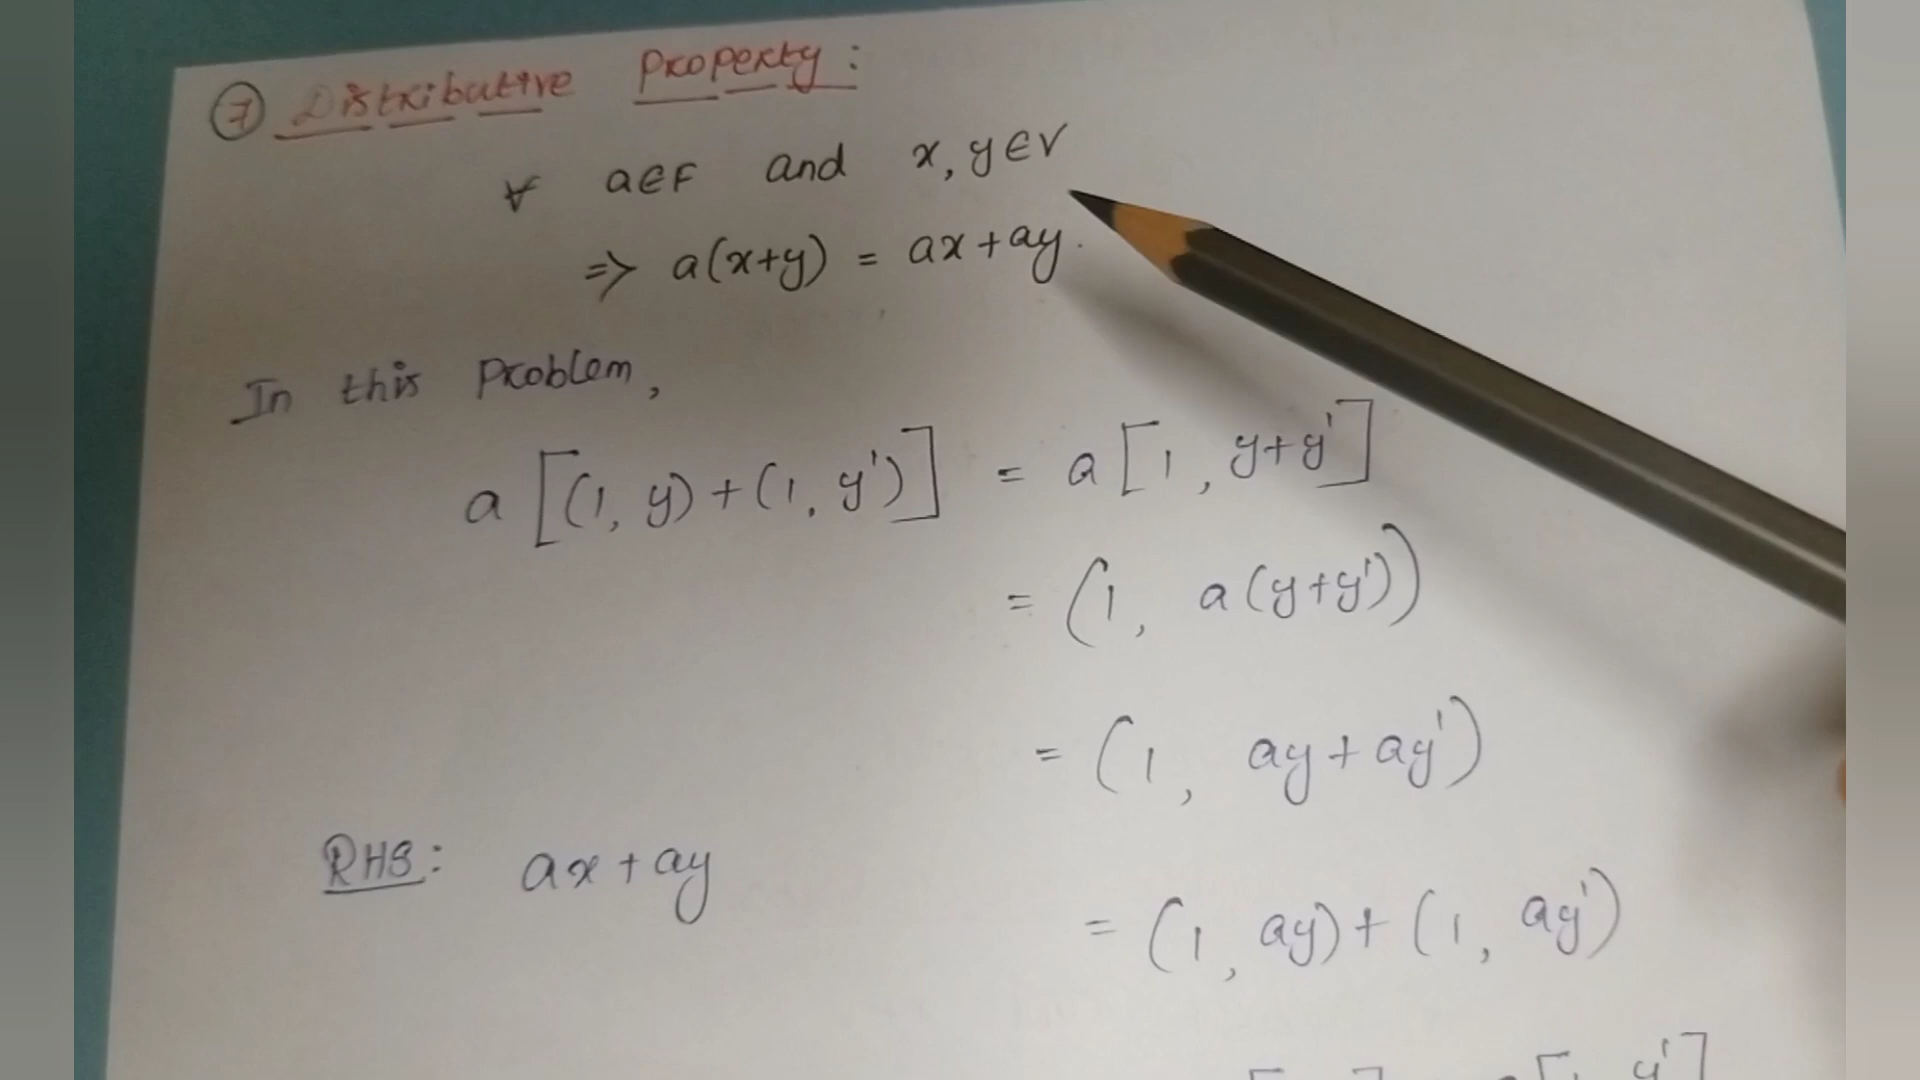 ⑦ Distributive Property:
∀ a∈F and x, y∈V
⇒ a(x+y) = ax+ay.
In this Problem,
a [(1, y)+(1, y')] = a [1, y+y']
= (1, a(y+y'))
= (1, ay+ay')
RHS: ax+ay
= (1, ay)+(1, ay')
y']